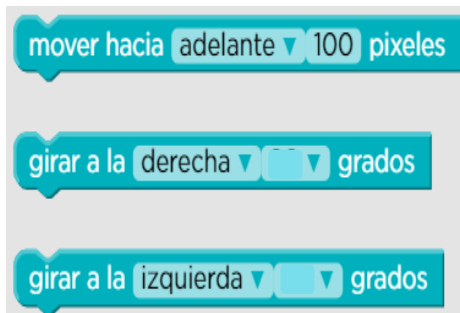 mover hacia adelante ▼ 100 pixeles
girar a la derecha ▼ ▼ grados
girar a la izquierda ▼ ▼ grados